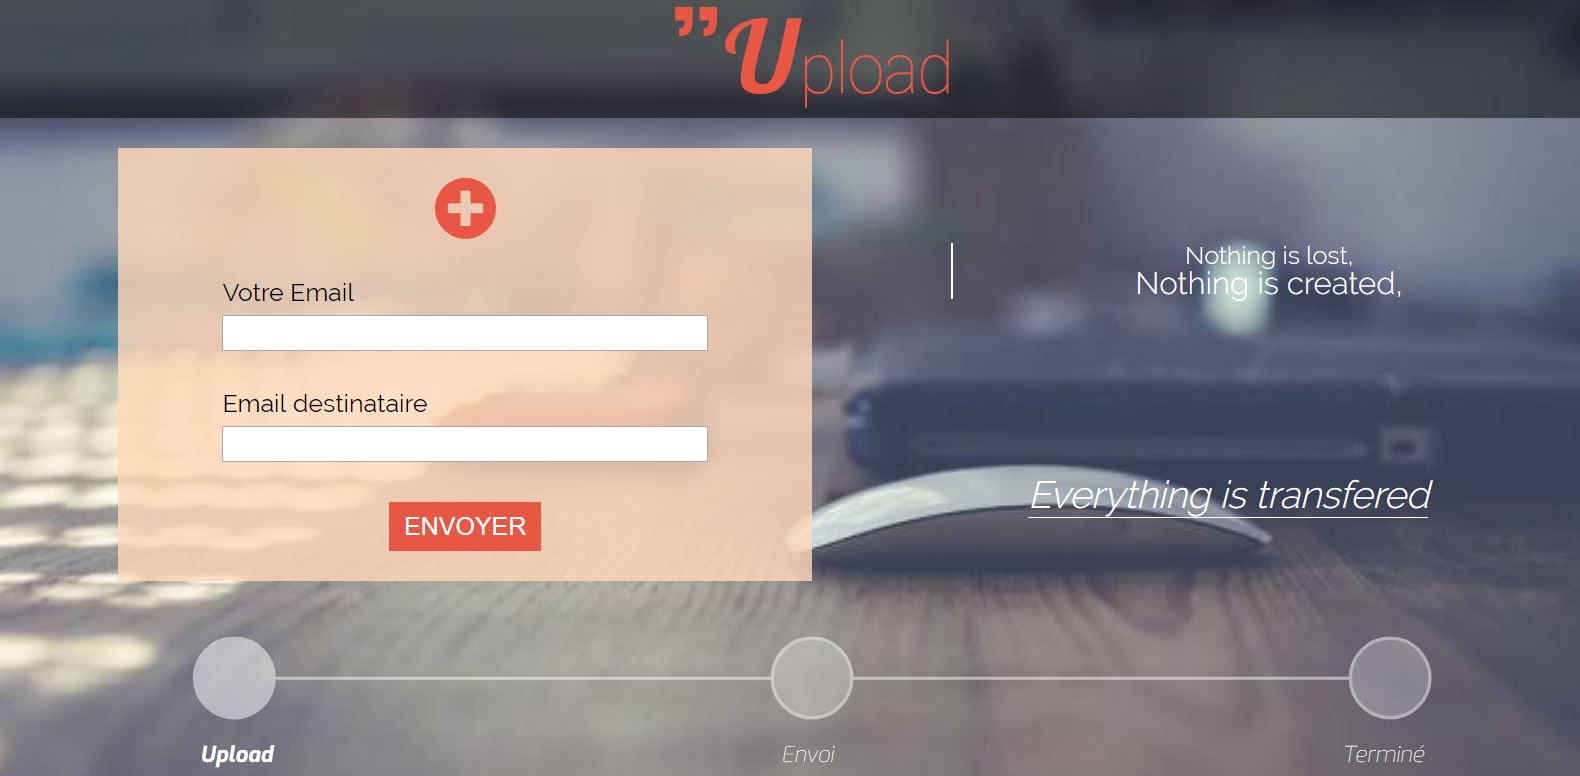 ”Upload
Votre Email
Email destinataire
ENVOYER
Nothing is lost,
Nothing is created,
Everything is transfered
Upload
Envoi
Terminé